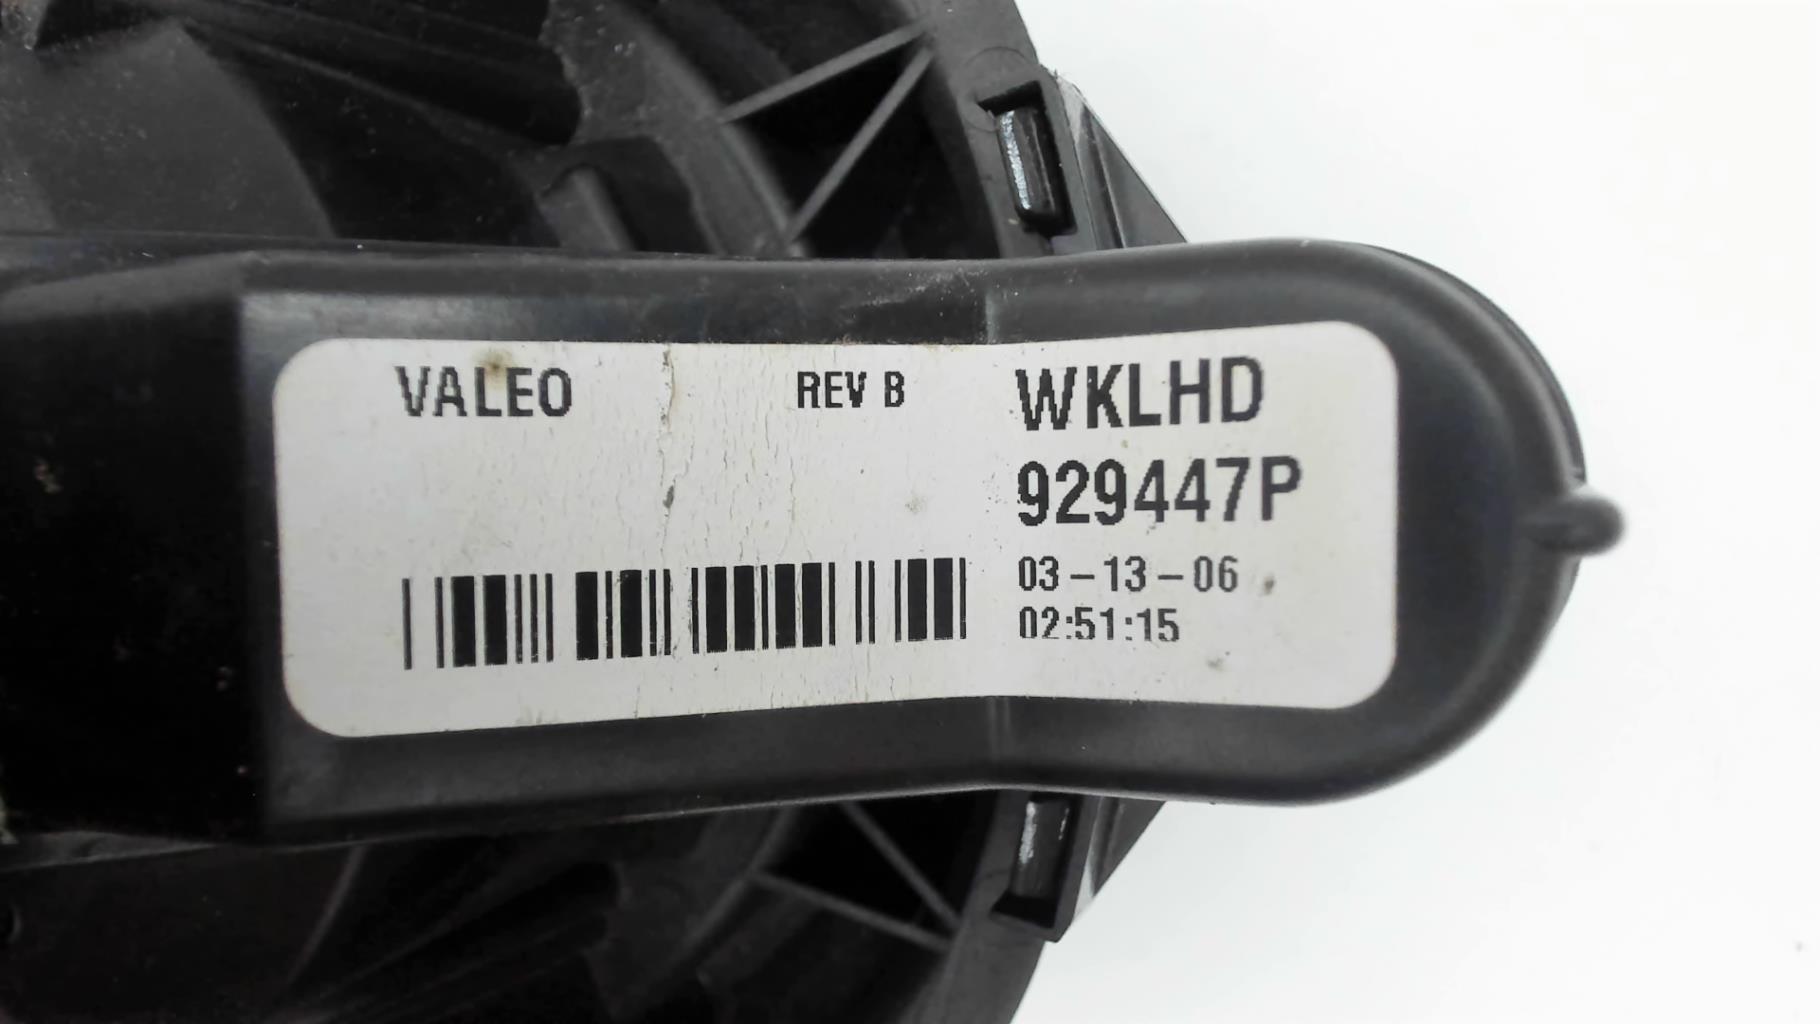 VALEO REV B WKLHD
929447P
03-13-06
02:51:15